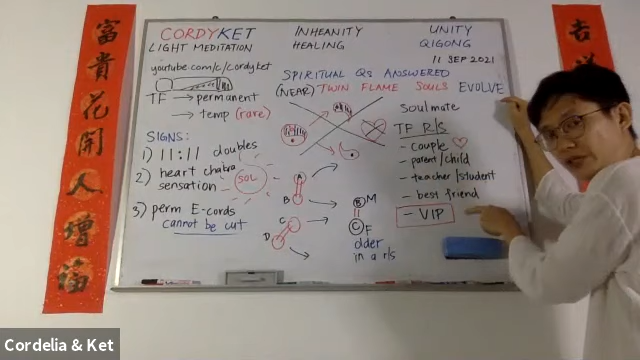 富貴花開人增福
吉
CORDYKET
LIGHT MEDITATION
INHEANITY
HEALING
UNITY
QIGONG
11 SEP 2021
youtube.com/c/cordyket
SPIRITUAL QS ANSWERED
(NEAR) TWIN FLAME SOULS EVOLVE
TF → permanent
→ temp (rare)
SIGNS:
1) 11:11 doubles
2) heart chakra
sensation
3) perm E-cords
cannot be cut
SOL
A
B
C
D
B M
C F
older
in a r/s
Soulmate
TF R/S
- couple
- parent/child
- teacher/student
- best friend
- VIP
Cordelia & Ket